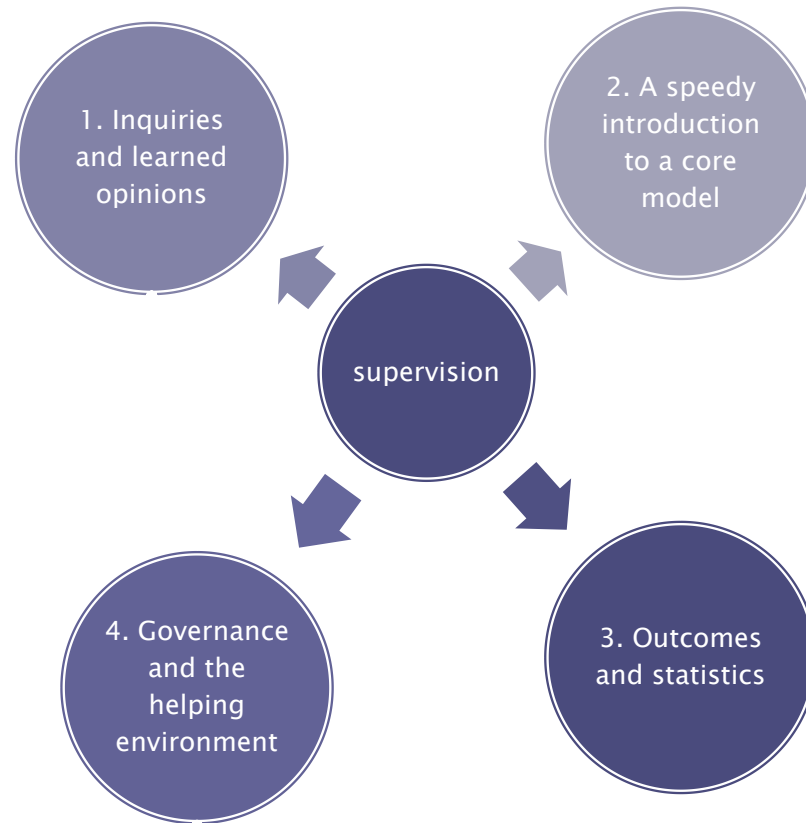 1. Inquiries
and learned
opinions
2. A speedy
introduction
to a core
model
supervision
4. Governance
and the
helping
environment
3. Outcomes
and statistics